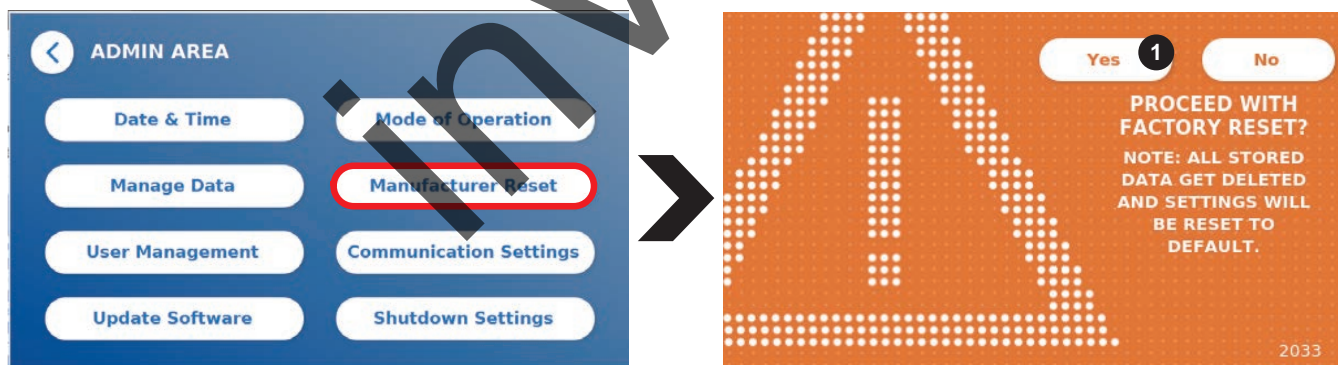 ADMIN AREA
Date & Time
Mode of Operation
Manage Data
Manufacturer Reset
User Management
Communication Settings
Update Software
Shutdown Settings
Yes
1
No
PROCEED WITH
FACTORY RESET?
NOTE: ALL STORED
DATA GET DELETED
AND SETTINGS WILL
BE RESET TO
DEFAULT.
2033